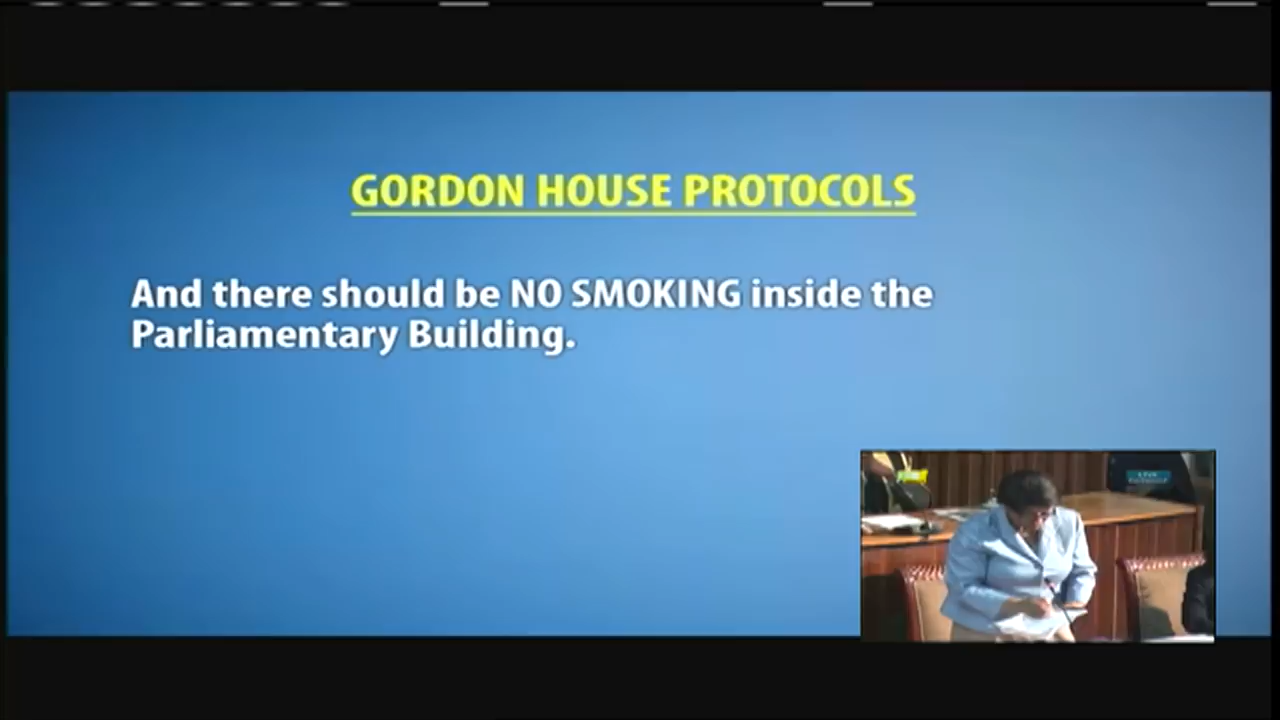 GORDON HOUSE PROTOCOLS
And there should be NO SMOKING inside the
Parliamentary Building.